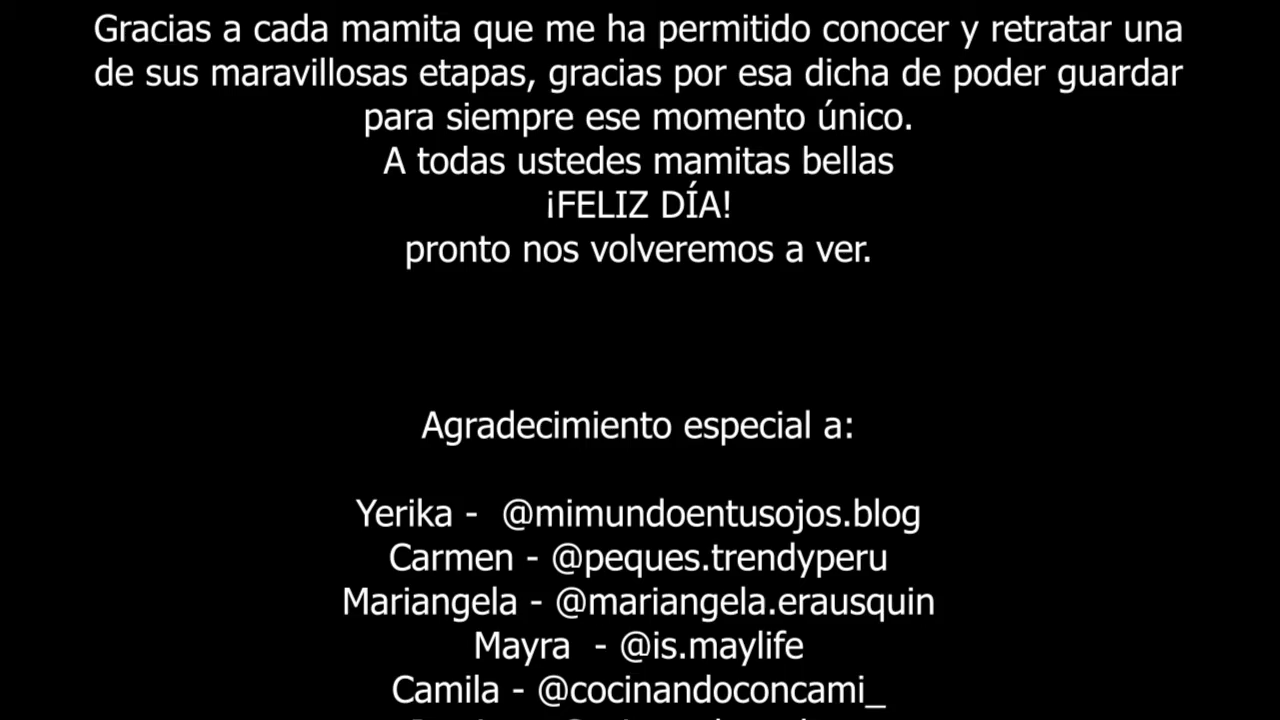 Gracias a cada mamita que me ha permitido conocer y retratar una
de sus maravillosas etapas, gracias por esa dicha de poder guardar
para siempre ese momento único.
A todas ustedes mamitas bellas
¡FELIZ DÍA!
pronto nos volveremos a ver.
Agradecimiento especial a:
Yerika -  @mimundoentusojos.blog
Carmen - @peques.trendyperu
Mariangela - @mariangela.erausquin
Mayra  - @is.maylife
Camila - @cocinandoconcami_